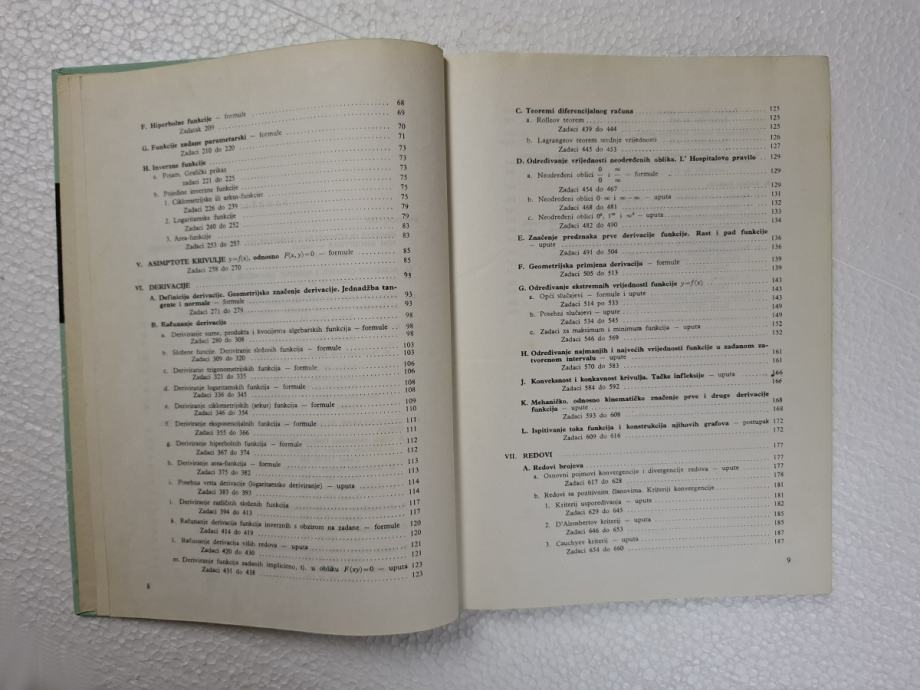 F. Hiperbolne funkcije — formule 68
Zadatak 209 69
G. Funkcije zadane parametarski — formule 70
Zadaci 210 do 220 71
H. Inverzne funkcije 73
a. Pojam. Grafički prikaz 73
zadaci 221 do 225 73
b. Pojedine inverzne funkcije 75
1. Ciklometrijske ili arkus-funkcije 75
Zadaci 226 do 239 75
2. Logaritamske funkcije 79
Zadaci 240 do 252 79
3. Area-funkcije 83
Zadaci 253 do 257 83
V. ASIMPTOTE KRIVULJE y=f(x), odnosno F(x, y)=0 — formule 85
Zadaci 258 do 270 85
VI. DERIVACIJE 93
A. Definicija derivacije. Geometrijsko značenje derivacije. Jednadžba tan-
gente i normale — formule 93
Zadaci 271 do 279 93
B. Računanje derivacija 98
a. Deriviranje sume, produkta i kvocijenta algebarskih funkcija — formule 98
Zadaci 280 do 308 98
b. Složene funcije. Deriviranje složenih funkcija — formule 103
Zadaci 309 do 320 103
c. Deriviranje trigonometrijskih funkcija — formule 106
Zadaci 321 do 335 106
d. Deriviranje logaritamskih funkcija — formule 108
Zadaci 336 do 345 108
e. Deriviranje ciklometrijskih (arkus) funkcija — formule 109
Zadaci 346 do 354 110
f. Deriviranje eksponencijalnih funkcija — formule 111
Zadaci 355 do 366 111
g. Deriviranje hiperbolnih funkcija — formule 112
Zadaci 367 do 374 112
h. Deriviranje area-funkcija — formule 113
Zadaci 375 do 382 113
i. Posebna vrsta derivacije (logaritamsko deriviranje) — uputa 114
Zadaci 383 do 393 114
j. Deriviranje različnih složenih funkcija 117
Zadaci 394 do 413 117
k. Računanje derivacija funkcija inverznih s obzirom na zadane — formule 120
Zadaci 414 do 419 120
l. Računanje derivacija viših redova — uputa 121
Zadaci 420 do 430 121
m. Deriviranje funkcija zadanih implicitno, tj. u obliku F(xy)=0 — uputa 123
Zadaci 431 do 438 123
8
C. Teoremi diferencijalnog računa 125
a. Rolleov teorem 125
Zadaci 439 do 444 125
b. Lagrangeov teorem srednje vrijednosti 126
Zadaci 445 do 453 127
D. Određivanje vrijednosti neodređenih oblika. L' Hospitalovo pravilo 129
a. Neodređeni oblici 0/0 i ∞/∞ — formule 129
Zadaci 454 do 467 129
b. Neodređeni oblici 0·∞ i ∞ − ∞ — uputa 131
Zadaci 468 do 481 132
c. Neodređeni oblici 0⁰, 1^∞ i ∞⁰ — uputa 133
Zadaci 482 do 490 134
E. Značenje predznaka prve derivacije funkcije. Rast i pad funkcije
— uputa 136
Zadaci 491 do 504 136
F. Geometrijska primjena derivacija — formule 139
Zadaci 505 do 513 139
G. Određivanje ekstremnih vrijednosti funkcije y=f(x) 143
a. Opći slučajevi — formule i upute 143
Zadaci 514 po 533 143
b. Posebni slučajevi — upute 149
Zadaci 534 do 545 149
c. Zadaci za maksimum i minimum funkcija — uputa 152
Zadaci 546 do 569 152
H. Određivanje najmanjih i najvećih vrijednosti funkcije u zadanom za-
tvorenom intervalu — uputa 161
Zadaci 570 do 583 161
J. Konveksnost i konkavnost krivulja. Tačke infleksije — uputa 166
Zadaci 584 do 592 166
K. Mehaničko, odnosno kinematičko značenje prve i druge derivacije
funkcija — upute 168
Zadaci 593 do 608 168
L. Ispitivanje toka funkcija i konstrukcija njihovih grafova — postupak 172
Zadaci 609 do 616 172
VII. REDOVI 177
A. Redovi brojeva 177
a. Osnovni pojmovi konvergencije i divergencije redova — upute 177
Zadaci 617 do 628 178
b. Redovi sa pozitivnim članovima. Kriteriji konvergencije 181
1. Kriterij uspoređivanja — upute 181
Zadaci 629 do 645 182
2. D'Alembertov kriterij — uputa 185
Zadaci 646 do 653 185
3. Cauchyev kriterij — uputa 187
Zadaci 654 do 660 187
9